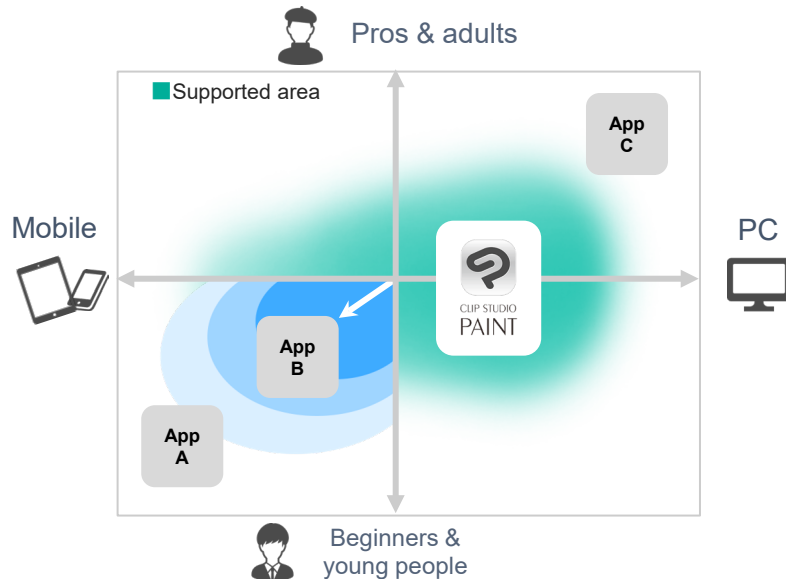 Pros & adults
Supported area
App
C
Mobile
PC
CLIP STUDIO
PAINT
App
B
App
A
Beginners &
young people